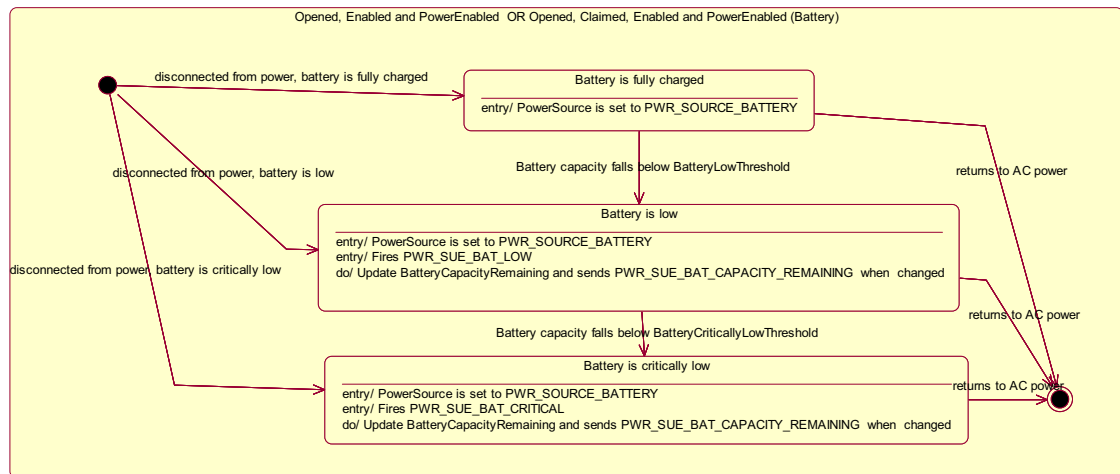 Opened, Enabled and PowerEnabled  OR Opened, Claimed, Enabled and PowerEnabled (Battery)
disconnected from power, battery is fully charged
Battery is fully charged
entry/ PowerSource is set to PWR_SOURCE_BATTERY
Battery capacity falls below BatteryLowThreshold
returns to AC power
disconnected from power, battery is low
Battery is low
entry/ PowerSource is set to PWR_SOURCE_BATTERY
entry/ Fires PWR_SUE_BAT_LOW
do/ Update BatteryCapacityRemaining and sends PWR_SUE_BAT_CAPACITY_REMAINING  when  changed
disconnected from power, battery is critically low
returns to AC power
Battery capacity falls below BatteryCriticallyLowThreshold
Battery is critically low
entry/ PowerSource is set to PWR_SOURCE_BATTERY
entry/ Fires PWR_SUE_BAT_CRITICAL
do/ Update BatteryCapacityRemaining and sends PWR_SUE_BAT_CAPACITY_REMAINING  when  changed
returns to AC power